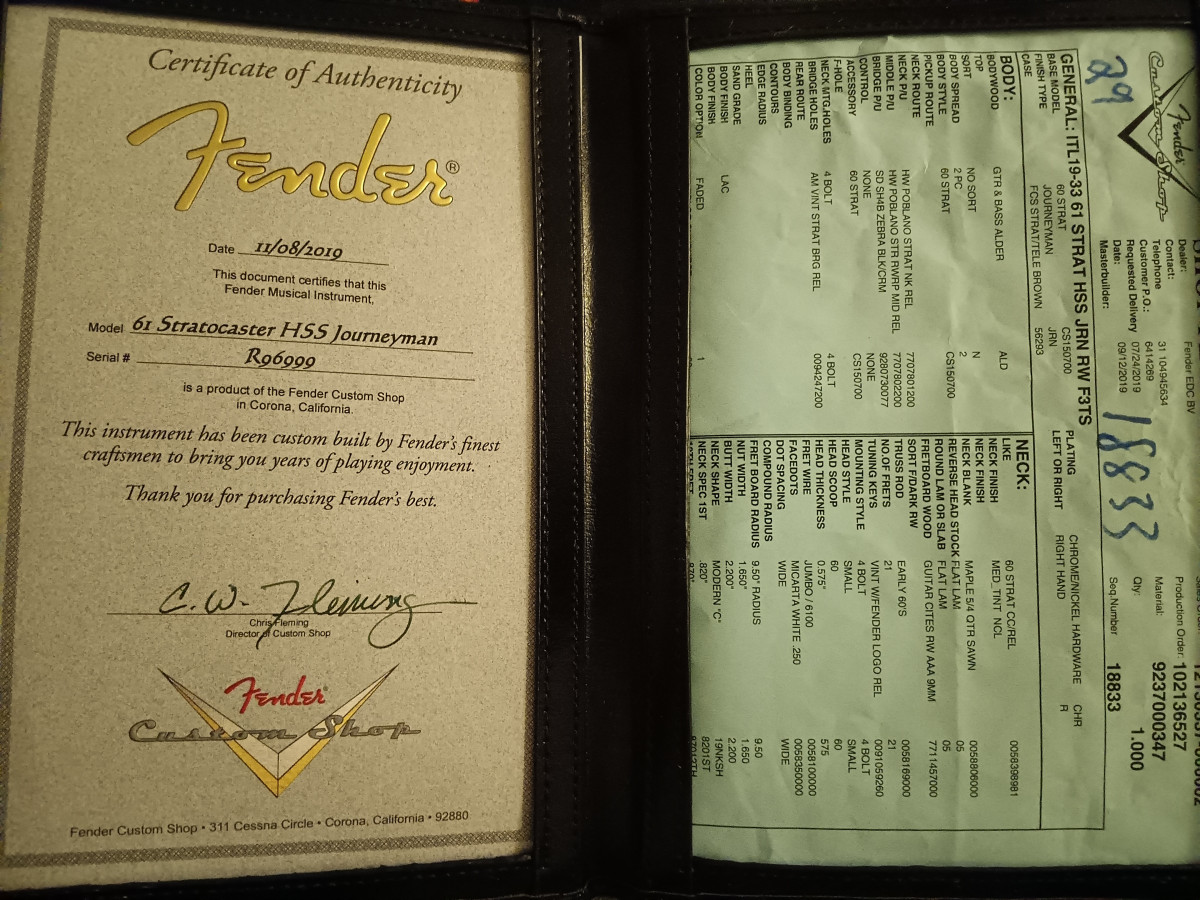 Certificate of Authenticity
Fender®
Date 11/08/2019
This document certifies that this
Fender Musical Instrument,
Model 61 Stratocaster HSS Journeyman
Serial # R96999
is a product of the Fender Custom Shop
in Corona, California.
This instrument has been custom built by Fender's finest
craftsmen to bring you years of playing enjoyment.
Thank you for purchasing Fender's best.
C.W. Fleming
Chris Fleming
Director of Custom Shop
Fender
Custom Shop
Fender Custom Shop • 311 Cessna Circle • Corona, California • 92880
Fender
Custom Shop
29
18833
Dealer: Fender EDC BV
Contact:
Telephone 31 104945634
Customer P.O.: 6414269
Requested Delivery 07/24/2019
Date: 09/12/2019
Masterbuilder:
Production Order: 102136527
Material: 9237000347
Qty: 1.000
Seq.Number 18833
GENERAL: ITL19-33 61 STRAT HSS JRN RW F3TS
BASE MODEL 60 STRAT CS150700
FINISH TYPE JOURNEYMAN JRN
CASE FCS STRAT/TELE BROWN 56293
PLATING CHROME/NICKEL HARDWARE CHR
LEFT OR RIGHT RIGHT HAND R
BODY:
BODYWOOD GTR & BASS ALDER ALD
TOP
SORT NO SORT N
BODY SPREAD 2 PC 2
BODY STYLE 60 STRAT CS150700
PICKUP ROUTE
NECK ROUTE
NECK P/U HW POBLANO STRAT NK REL 7707801200
MIDDLE P/U HW POBLANO STR RWRP MID REL 7707802200
BRIDGE P/U SD SH4B ZEBRA BLK/CRM 9280730077
CONTROL NONE NONE
ACCESSORY 60 STRAT CS150700
F-HOLE
NECK MTG.HOLES 4 BOLT 4 BOLT
BRIDGE HOLES AM VINT STRAT BRG REL 0094247200
REAR ROUTE
BODY BINDING
CONTOURS
EDGE RADIUS
HEEL
SAND GRADE
BODY FINISH LAC
BODY FINISH
COLOR OPTION FADED 1
NECK:
LIKE 60 STRAT CC/REL 0058398981
NECK FINISH MED_TINT NCL
NECK FINISH
NECK BLANK MAPLE 5/4 QTR SAWN 0058806000
REVERSE HEAD STOCK FLAT LAM 05
ROUND LAM OR SLAB FLAT LAM 05
FRETBOARD WOOD GUITAR CITES RW AAA 9MM 7711457000
SORT F/DARK RW
TRUSS ROD EARLY 60'S 0058169000
NO.OF FRETS 21 21
TUNING KEYS VINT W/FENDER LOGO REL 0091059260
MOUNTING STYLE 4 BOLT 4 BOLT
HEAD STYLE SMALL SMALL
HEAD SCOOP 60 60
HEAD THICKNESS 0.575" 575
FRET WIRE JUMBO / 6100 0058100000
FACEDOTS MICARTA WHITE .250 0058350000
DOT SPACING WIDE WIDE
COMPOUND RADIUS
FRET BOARD RADIUS 9.50" RADIUS 9.50
NUT WIDTH 1.650" 1.650
BUTT WIDTH 2.200" 2.200
NECK SHAPE MODERN "C" 19NKSH
NECK SPEC 1ST .820" 8201ST